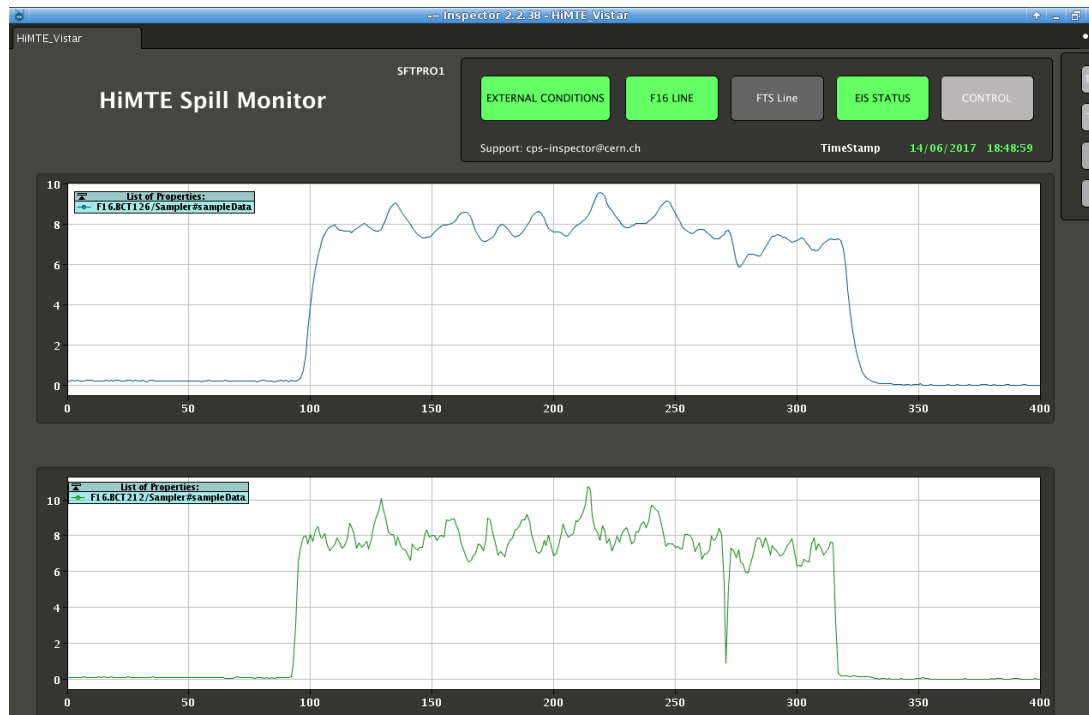 --- Inspector 2.2.38 - HiMTE_Vistar
HiMTE_Vistar
HiMTE Spill Monitor
SFTPRO1
EXTERNAL CONDITIONS
F16 LINE
FTS Line
EIS STATUS
CONTROL
Support: cps-inspector@cern.ch
TimeStamp 14/06/2017 18:48:59
List of Properties:
F16.BCT126/Sampler#sampleData
10
8
6
4
2
0
0 50 100 150 200 250 300 350 400
List of Properties:
F16.BCT212/Sampler#sampleData
10
8
6
4
2
0
0 50 100 150 200 250 300 350 400